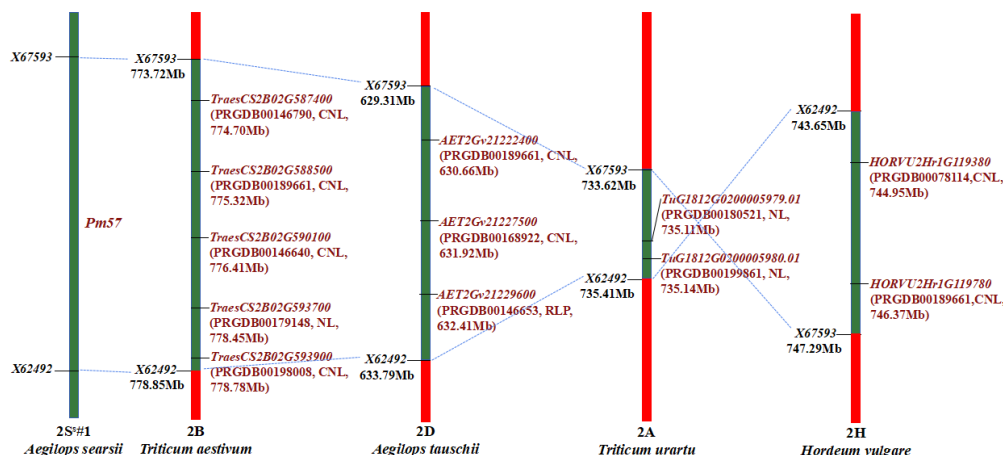 X67593
Pm57
X62492
2Sˢ#1
Aegilops searsii
X67593
773.72Mb
TraesCS2B02G587400
(PRGDB00146790, CNL,
774.70Mb)
TraesCS2B02G588500
(PRGDB00189661, CNL,
775.32Mb)
TraesCS2B02G590100
(PRGDB00146640, CNL,
776.41Mb)
TraesCS2B02G593700
(PRGDB00179148, NL,
778.45Mb)
TraesCS2B02G593900
(PRGDB00198008, CNL,
778.78Mb)
X62492
778.85Mb
2B
Triticum aestivum
X67593
629.31Mb
AET2Gv21222400
(PRGDB00189661, CNL,
630.66Mb)
AET2Gv21227500
(PRGDB00168922, CNL,
631.92Mb)
AET2Gv21229600
(PRGDB00146653, RLP,
632.41Mb)
X62492
633.79Mb
2D
Aegilops tauschii
X67593
733.62Mb
TuG1812G0200005979.01
(PRGDB00180521, NL,
735.11Mb)
TuG1812G0200005980.01
(PRGDB00199861, NL,
735.14Mb)
X62492
735.41Mb
2A
Triticum urartu
X62492
743.65Mb
HORVU2Hr1G119380
(PRGDB00078114,CNL,
744.95Mb)
HORVU2Hr1G119780
(PRGDB00189661,CNL,
746.37Mb)
X67593
747.29Mb
2H
Hordeum vulgare